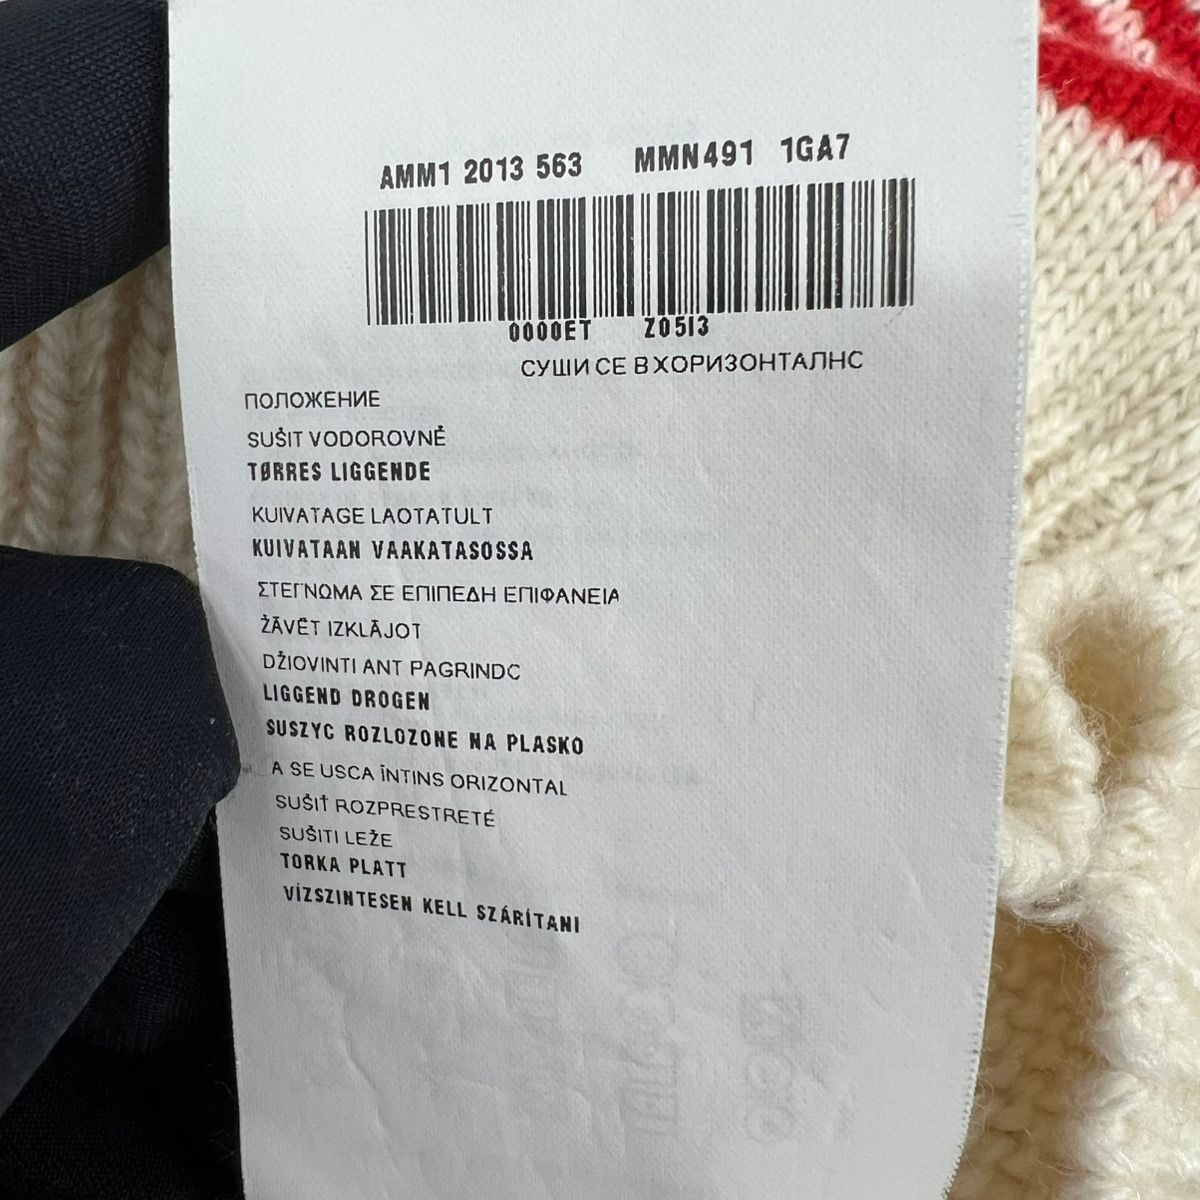 AMM1 2013 563 MMN491 1GA7
0000ET Z05I3
СУШИ СЕ В ХОРИЗОНТАЛНС
ПОЛОЖЕНИЕ
SUŠIT VODOROVNĚ
TØRRES LIGGENDE
KUIVATAGE LAOTATULT
KUIVATAAN VAAKATASOSSA
ΣΤΕΓΝΩΜΑ ΣΕ ΕΠΙΠΕΔΗ ΕΠΙΦΑΝΕΙΑ
ŽĀVĒT IZKLĀJOT
DŽIOVINTI ANT PAGRINDC
LIGGEND DROGEN
SUSZYC ROZLOZONE NA PLASKO
A SE USCA ÎNTINS ORIZONTAL
SUŠIŤ ROZPRESTRETÉ
SUŠITI LEŽE
TORKA PLATT
VÍZSZINTESEN KELL SZÁRÍTANI